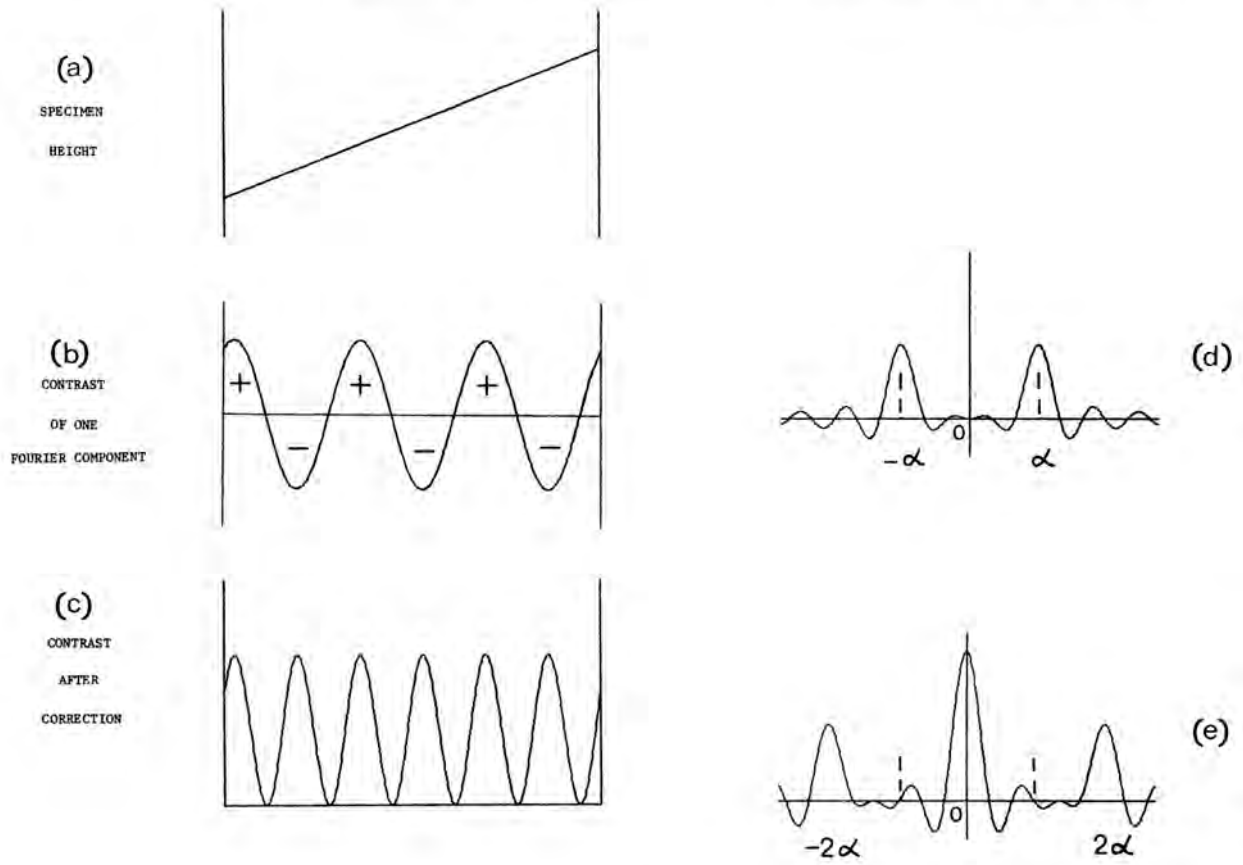 (a)
SPECIMEN
HEIGHT
(b)
CONTRAST
OF ONE
FOURIER COMPONENT
+ + +
− − −
(c)
CONTRAST
AFTER
CORRECTION
(d)
0
-α α
(e)
0
-2α 2α